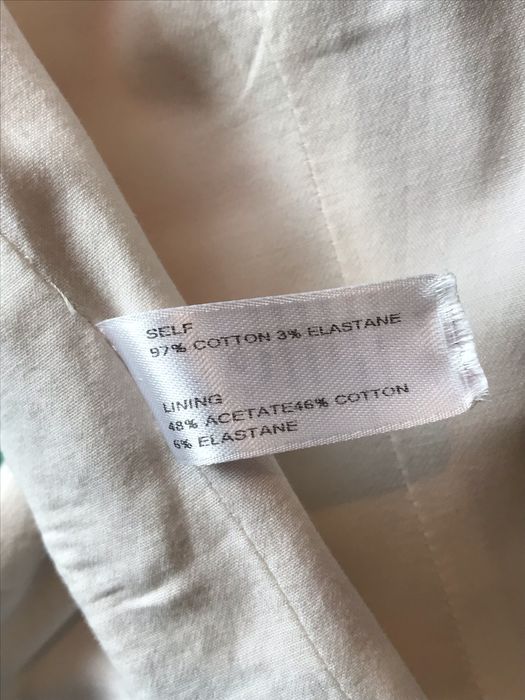 SELF
97% COTTON 3% ELASTANE
LINING
48% ACETATE46% COTTON
6% ELASTANE